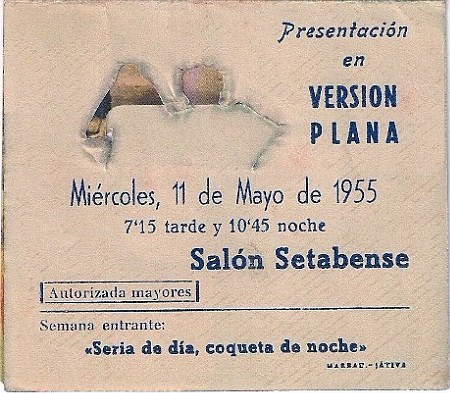 Presentación
en
VERSION
PLANA
Miércoles, 11 de Mayo de 1955
7'15 tarde y 10'45 noche
Salón Setabense
Autorizada mayores
Semana entrante:
«Seria de día, coqueta de noche»
MARBAU.-JÁTIVA